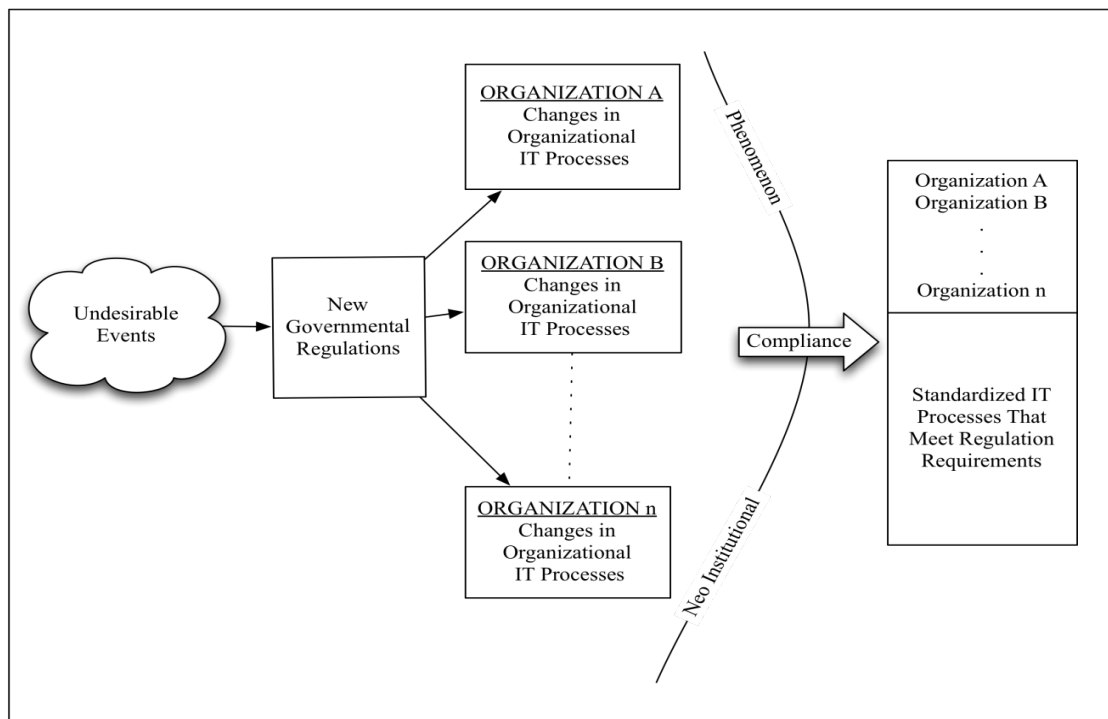 Undesirable
Events
New
Governmental
Regulations
ORGANIZATION A
Changes in
Organizational
IT Processes
ORGANIZATION B
Changes in
Organizational
IT Processes
ORGANIZATION n
Changes in
Organizational
IT Processes
Phenomenon
Neo Institutional
Compliance
Organization A
Organization B
.
.
.
Organization n
Standardized IT
Processes That
Meet Regulation
Requirements